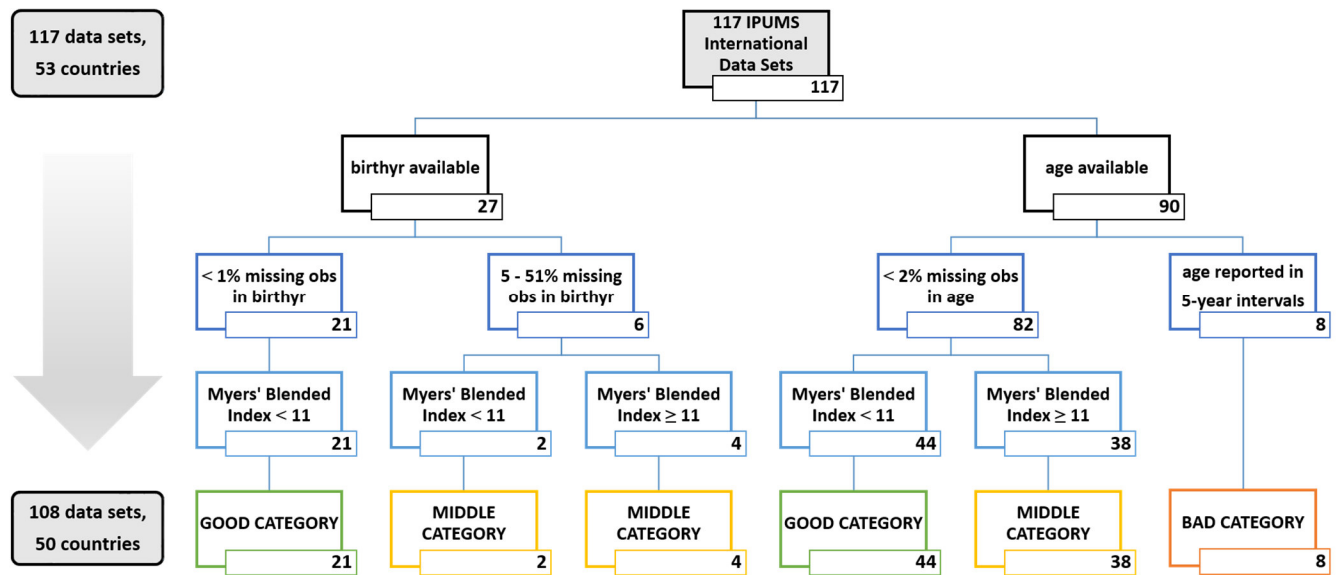 117 data sets,
53 countries
117 IPUMS
International
Data Sets
117
birthyr available
27
age available
90
< 1% missing obs
in birthyr
21
5 - 51% missing
obs in birthyr
6
< 2% missing obs
in age
82
age reported in
5-year intervals
8
Myers' Blended
Index < 11
21
Myers' Blended
Index < 11
2
Myers' Blended
Index ≥ 11
4
Myers' Blended
Index < 11
44
Myers' Blended
Index ≥ 11
38
108 data sets,
50 countries
GOOD CATEGORY
21
MIDDLE
CATEGORY
2
MIDDLE
CATEGORY
4
GOOD CATEGORY
44
MIDDLE
CATEGORY
38
BAD CATEGORY
8